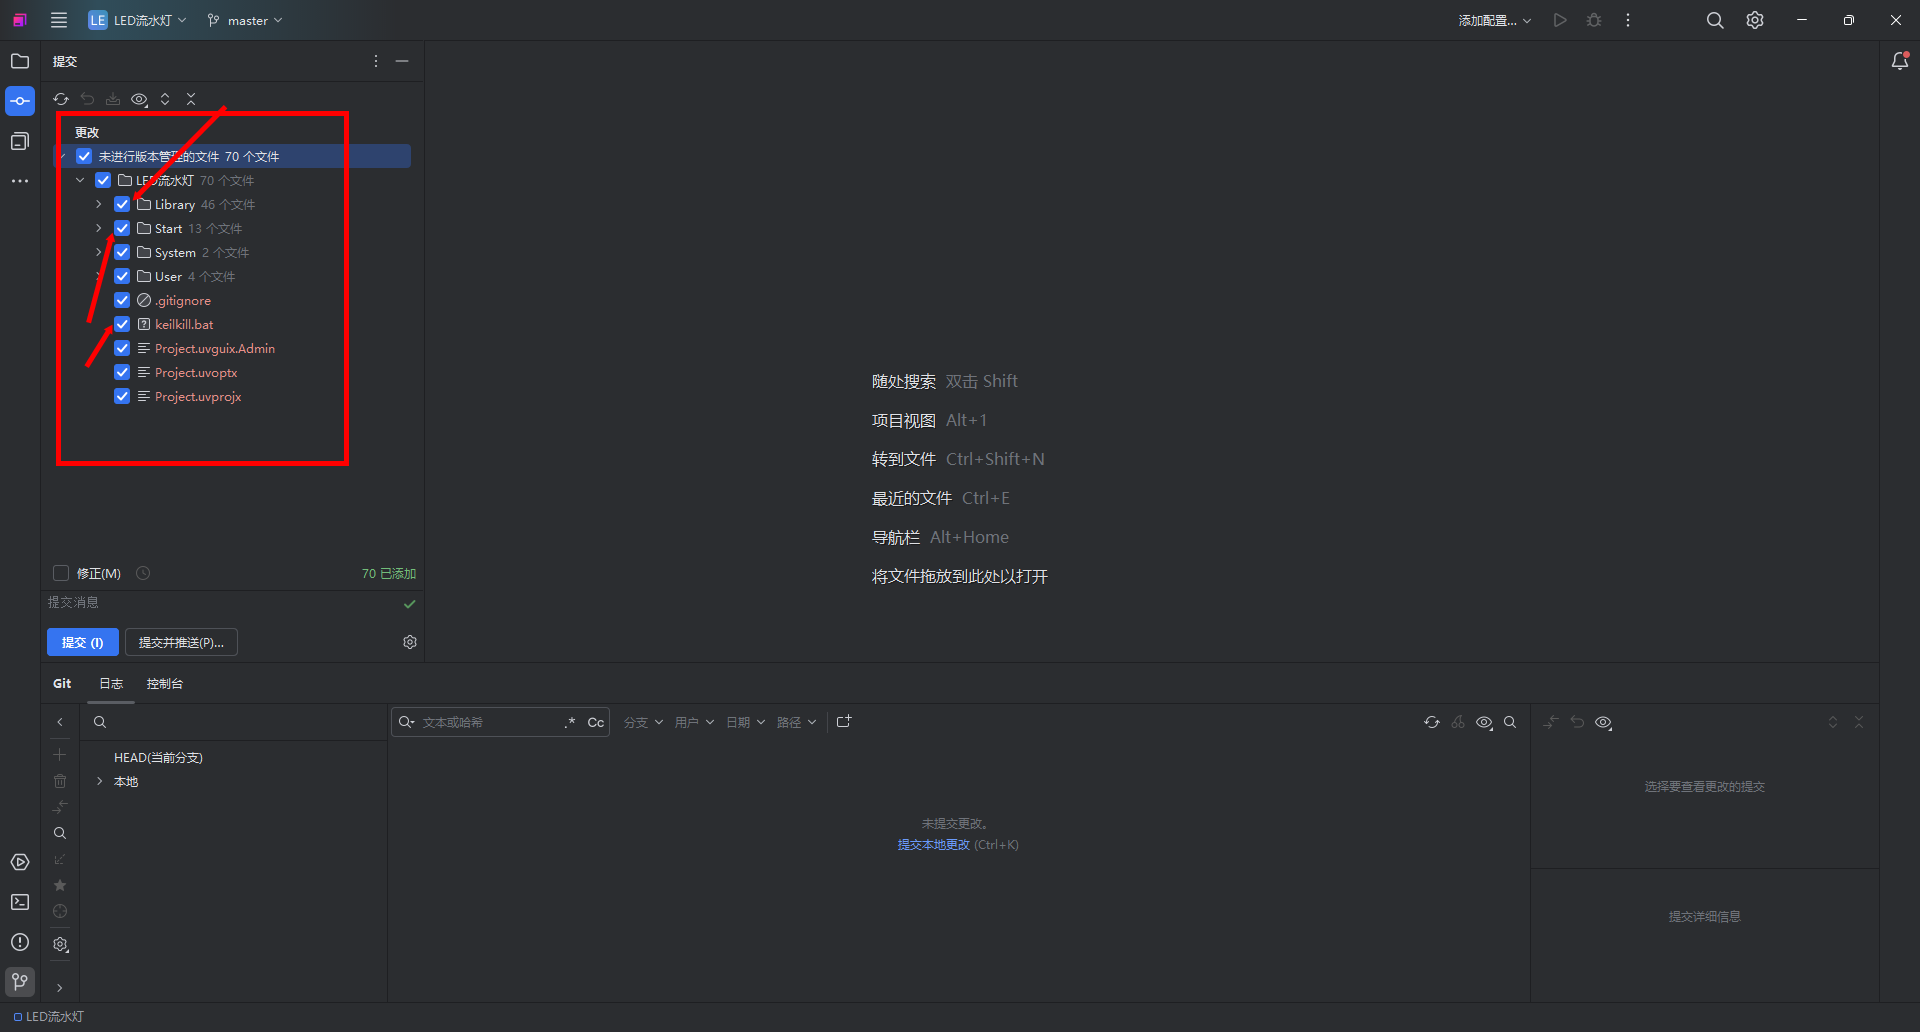 LE LED流水灯 master 添加配置...
提交
更改
未进行版本管理的文件 70 个文件
LED流水灯 70 个文件
Library 46 个文件
Start 13 个文件
System 2 个文件
User 4 个文件
.gitignore
keilkill.bat
Project.uvguix.Admin
Project.uvoptx
Project.uvprojx
随处搜索 双击 Shift
项目视图 Alt+1
转到文件 Ctrl+Shift+N
最近的文件 Ctrl+E
导航栏 Alt+Home
将文件拖放到此处以打开
修正(M) 70 已添加
提交消息
提交 (I) 提交并推送(P)...
Git 日志 控制台
文本或哈希 .* Cc 分支 用户 日期 路径
HEAD(当前分支)
本地
未提交更改。
提交本地更改 (Ctrl+K)
选择要查看更改的提交
提交详细信息
LED流水灯